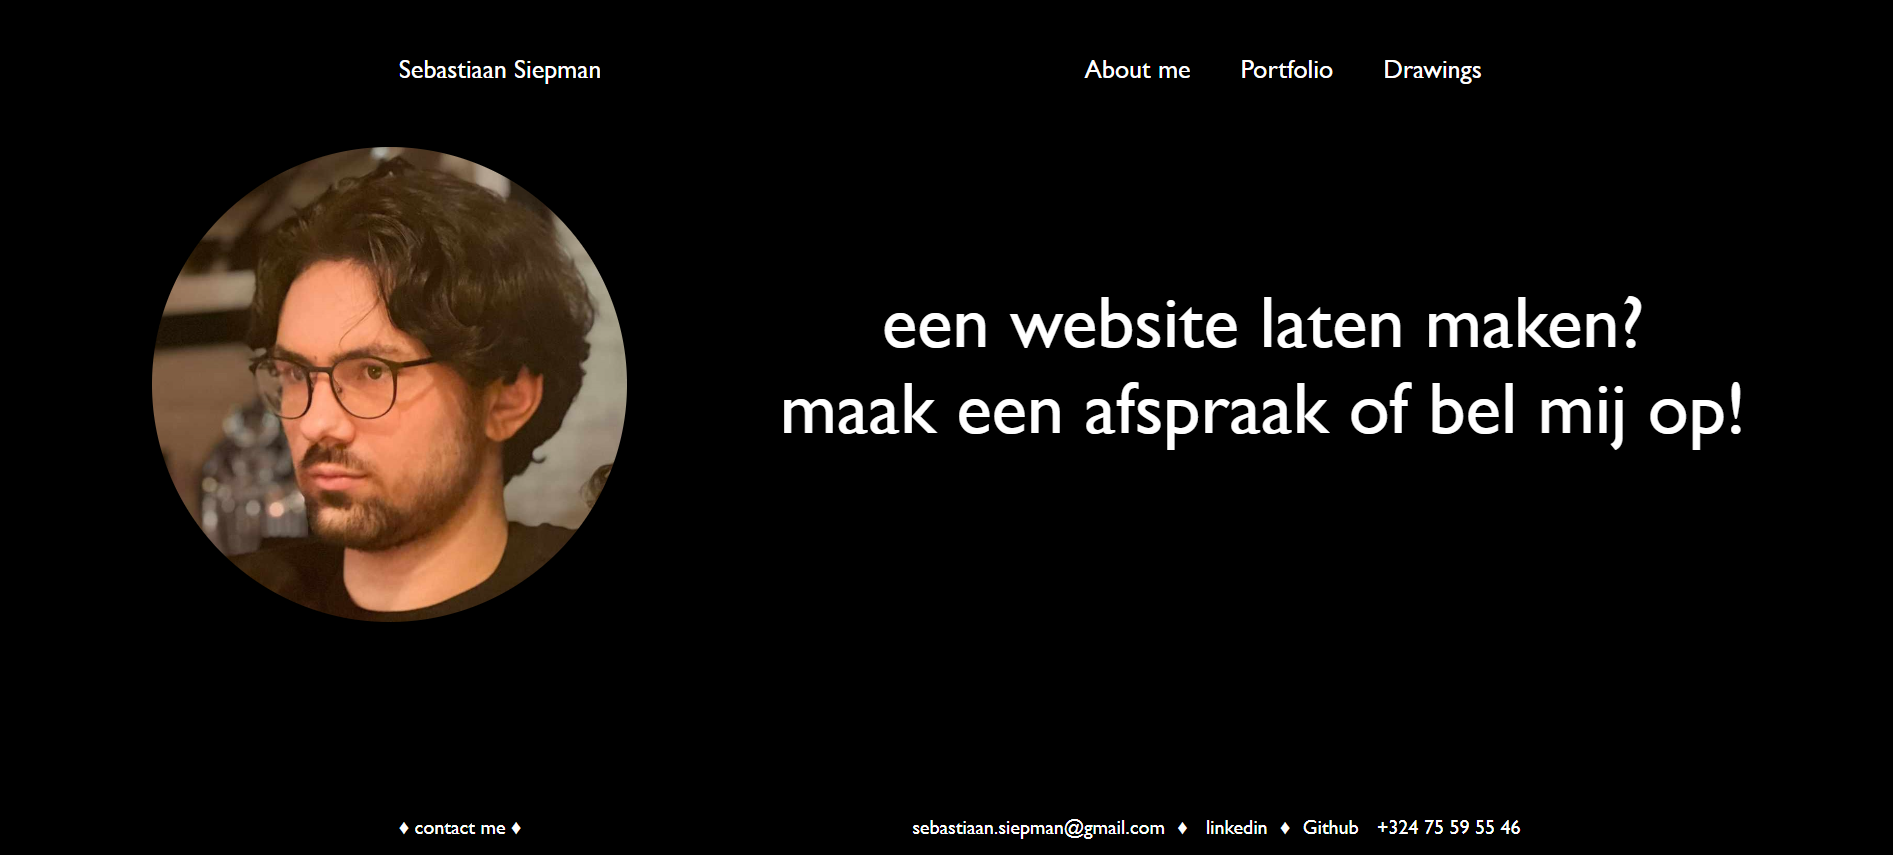 Sebastiaan Siepman
About me Portfolio Drawings
een website laten maken?
maak een afspraak of bel mij op!
♦ contact me ♦
sebastiaan.siepman@gmail.com ♦ linkedin ♦ Github +324 75 59 55 46